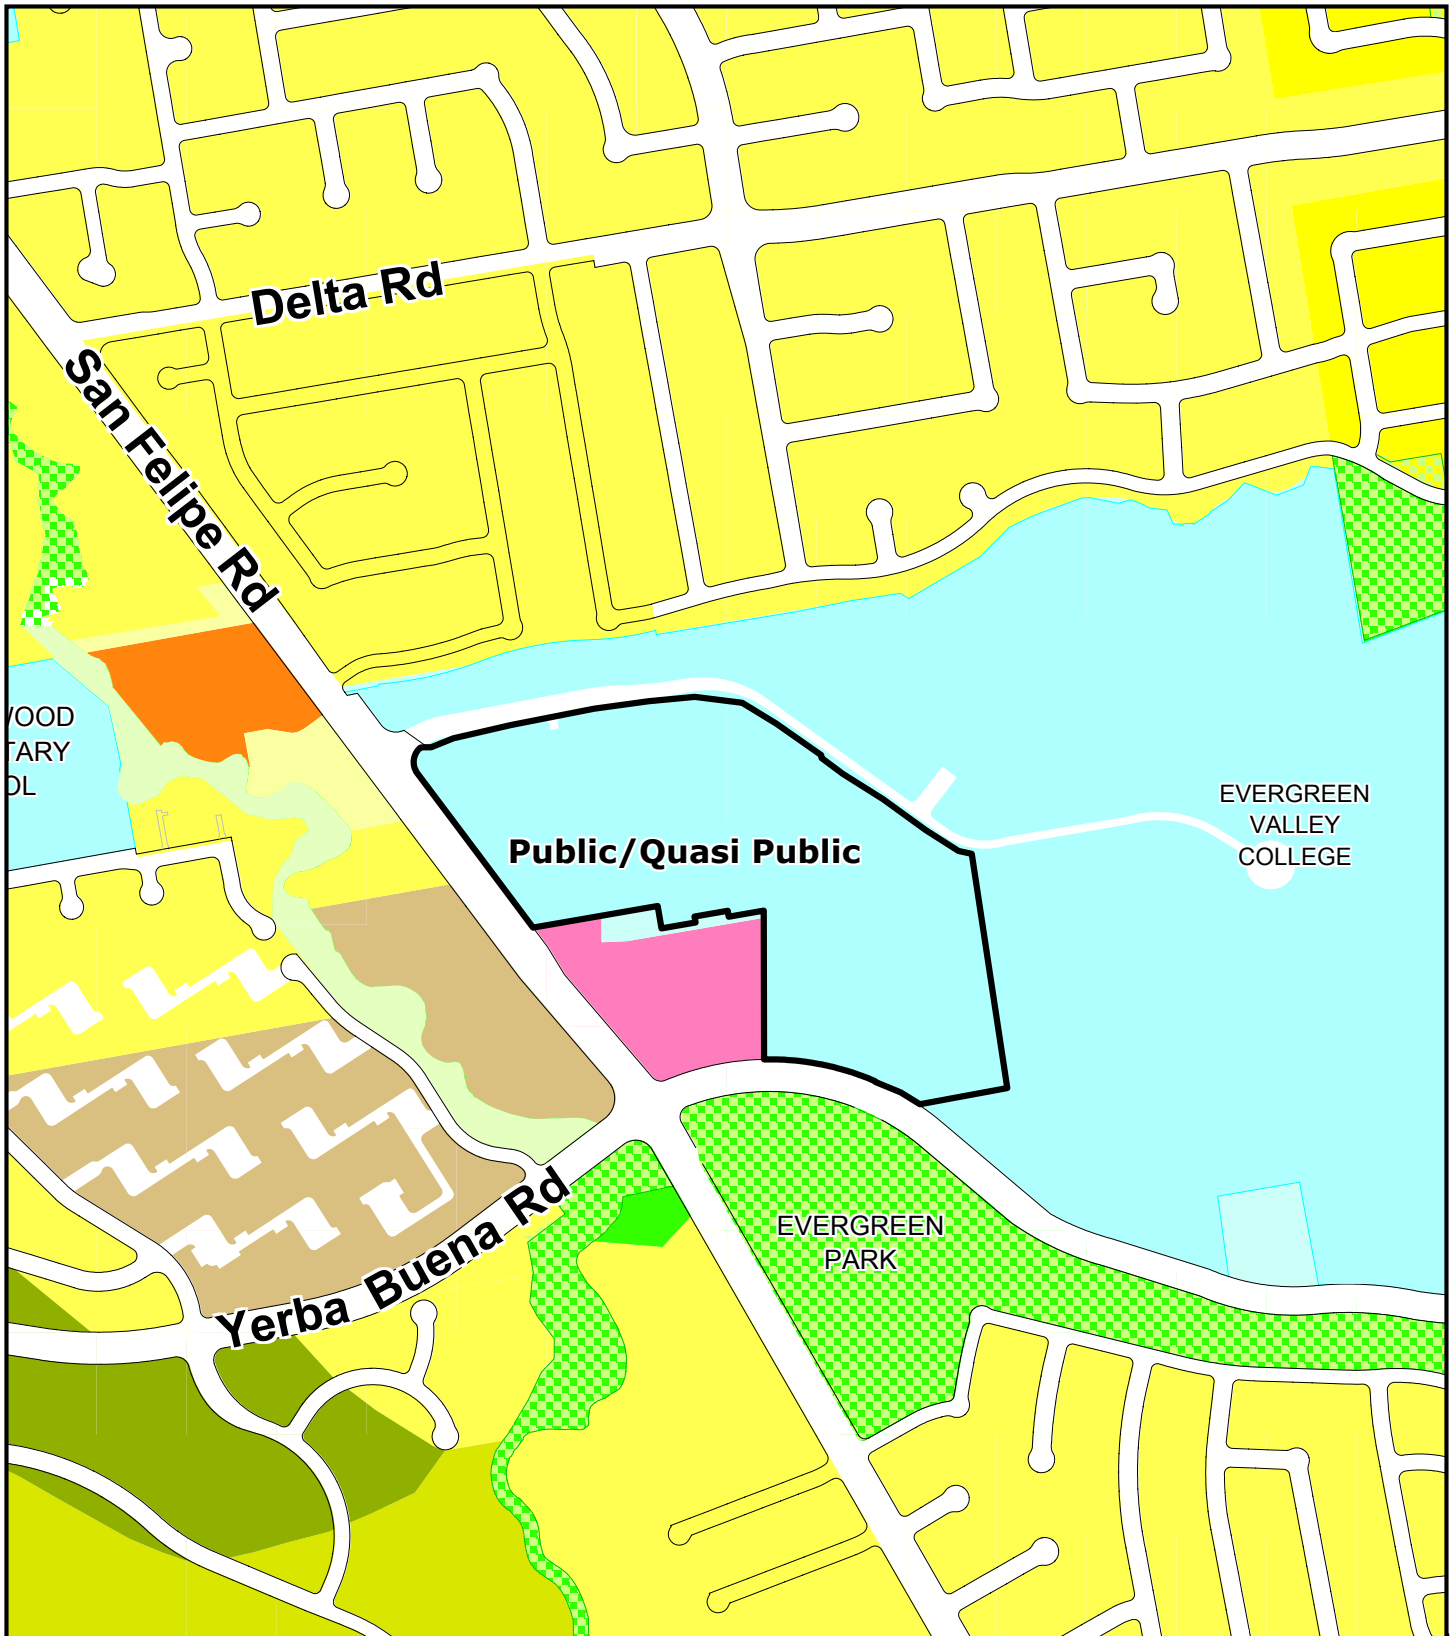 Delta Rd
San Felipe Rd
EVERGREEN
VALLEY
COLLEGE
Public/Quasi Public
EVERGREEN
PARK
Yerba Buena Rd